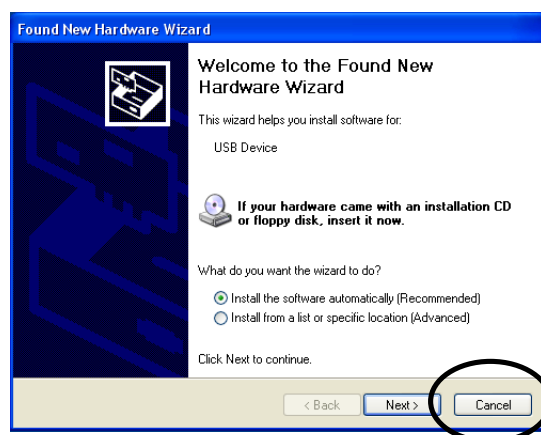 Found New Hardware Wizard
Welcome to the Found New
Hardware Wizard
This wizard helps you install software for:
USB Device
If your hardware came with an installation CD
or floppy disk, insert it now.
What do you want the wizard to do?
Install the software automatically (Recommended)
Install from a list or specific location (Advanced)
Click Next to continue.
< Back Next > Cancel